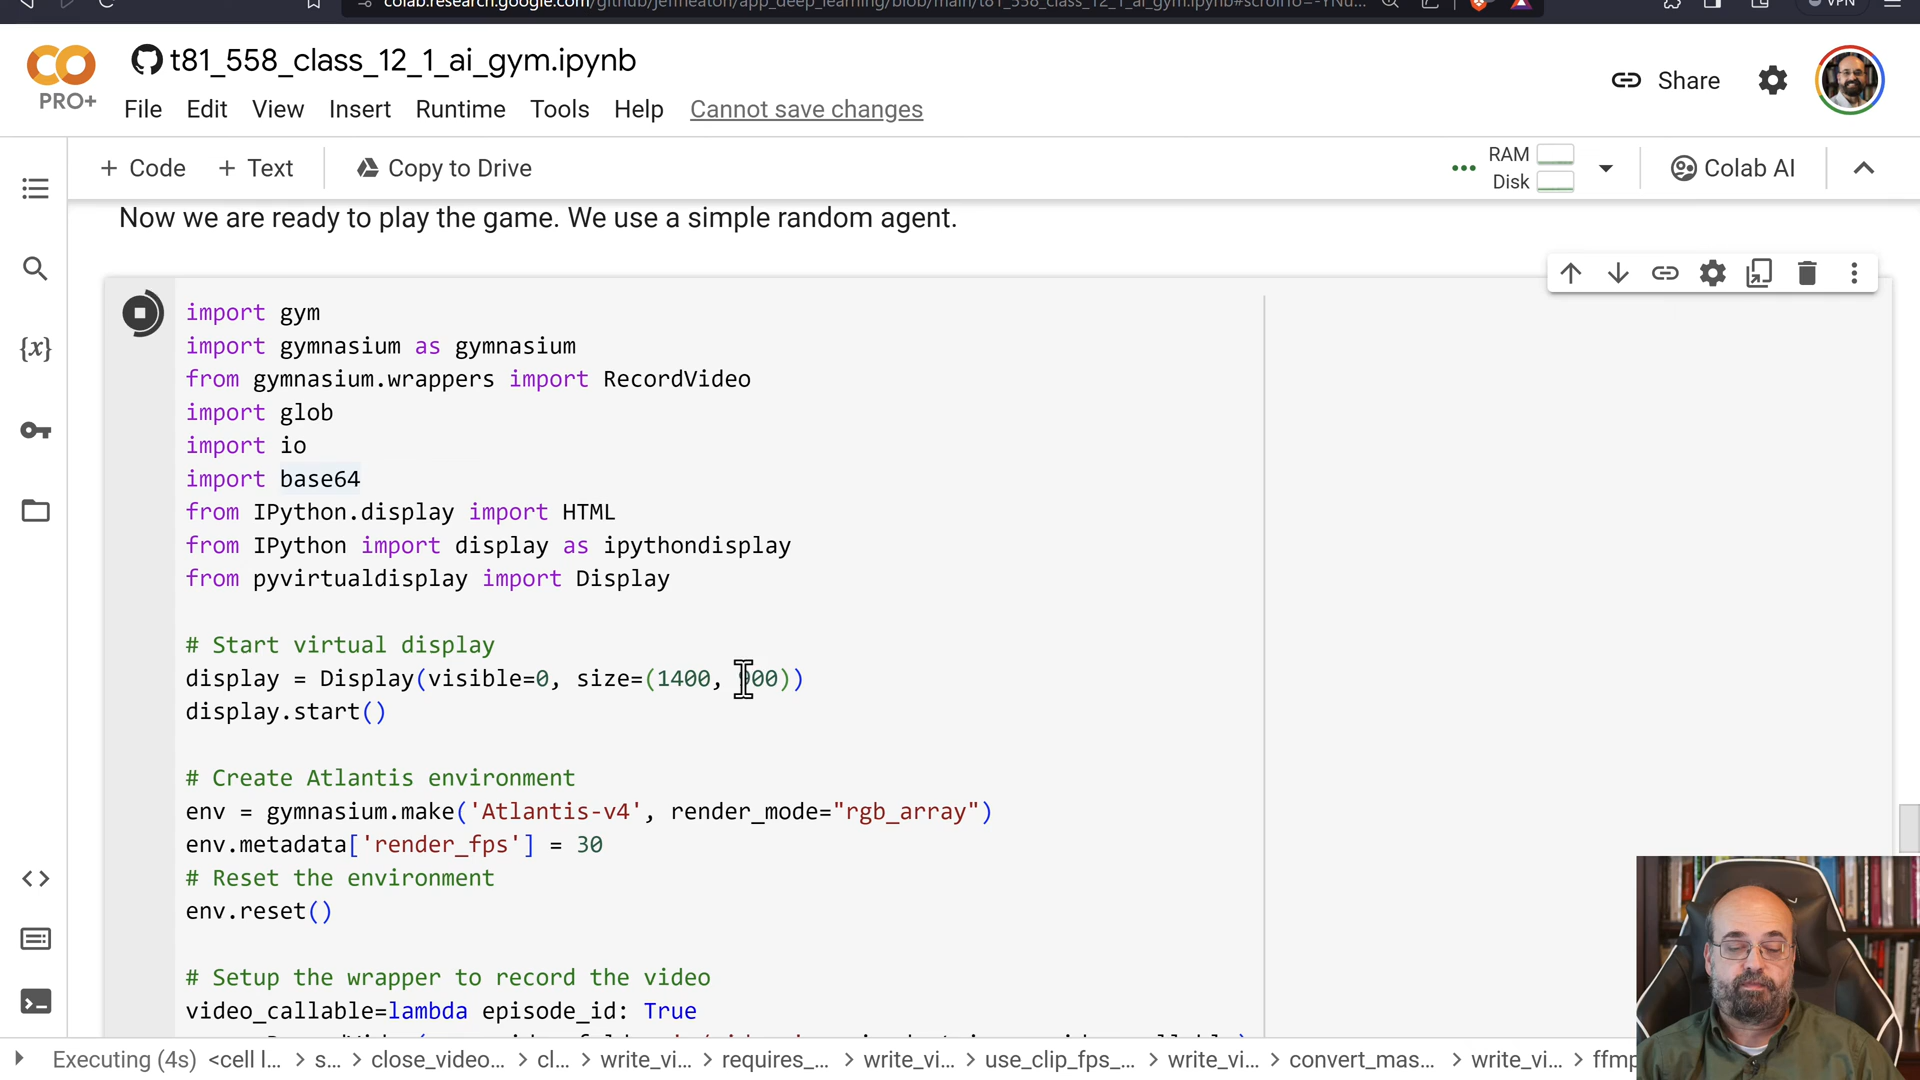 t81_558_class_12_1_ai_gym.ipynb
PRO+
File Edit View Insert Runtime Tools Help Cannot save changes
Share
+ Code + Text Copy to Drive
RAM
Disk
Colab AI
Now we are ready to play the game. We use a simple random agent.
import gym
import gymnasium as gymnasium
from gymnasium.wrappers import RecordVideo
import glob
import io
import base64
from IPython.display import HTML
from IPython import display as ipythondisplay
from pyvirtualdisplay import Display
# Start virtual display
display = Display(visible=0, size=(1400, 900))
display.start()
# Create Atlantis environment
env = gymnasium.make('Atlantis-v4', render_mode="rgb_array")
env.metadata['render_fps'] = 30
# Reset the environment
env.reset()
# Setup the wrapper to record the video
video_callable=lambda episode_id: True
Executing (4s) <cell l... > s... > close_video... > cl... > write_vi... > requires_... > write_vi... > use_clip_fps_... > write_vi... > convert_mas... > write_vi... > ffmp